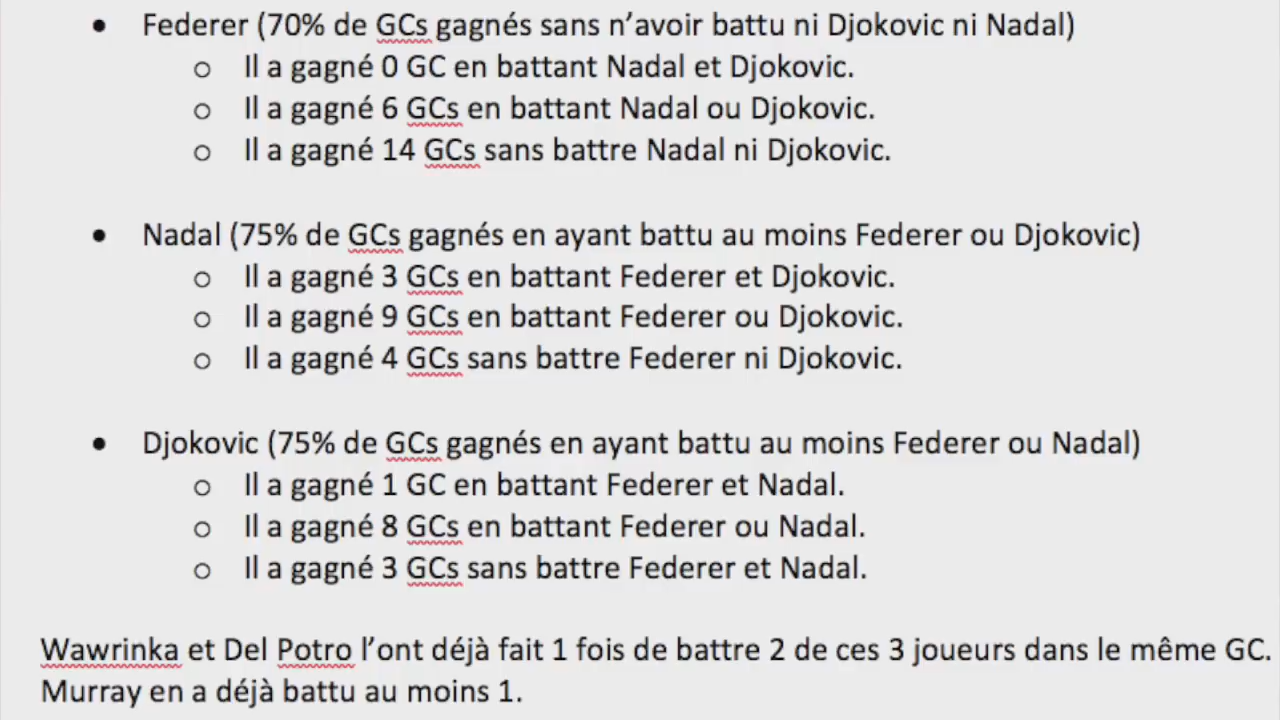 • Federer (70% de GCs gagnés sans n’avoir battu ni Djokovic ni Nadal)
o Il a gagné 0 GC en battant Nadal et Djokovic.
o Il a gagné 6 GCs en battant Nadal ou Djokovic.
o Il a gagné 14 GCs sans battre Nadal ni Djokovic.
• Nadal (75% de GCs gagnés en ayant battu au moins Federer ou Djokovic)
o Il a gagné 3 GCs en battant Federer et Djokovic.
o Il a gagné 9 GCs en battant Federer ou Djokovic.
o Il a gagné 4 GCs sans battre Federer ni Djokovic.
• Djokovic (75% de GCs gagnés en ayant battu au moins Federer ou Nadal)
o Il a gagné 1 GC en battant Federer et Nadal.
o Il a gagné 8 GCs en battant Federer ou Nadal.
o Il a gagné 3 GCs sans battre Federer et Nadal.
Wawrinka et Del Potro l’ont déjà fait 1 fois de battre 2 de ces 3 joueurs dans le même GC.
Murray en a déjà battu au moins 1.